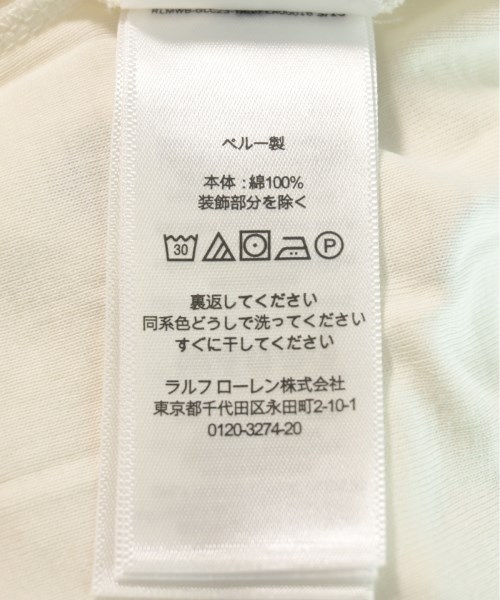 ペルー製
本体 : 綿100%
装飾部分を除く
30 P
裏返してください
同系色どうしで洗ってください
すぐに干してください
ラルフ ローレン株式会社
東京都千代田区永田町2-10-1
0120-3274-20